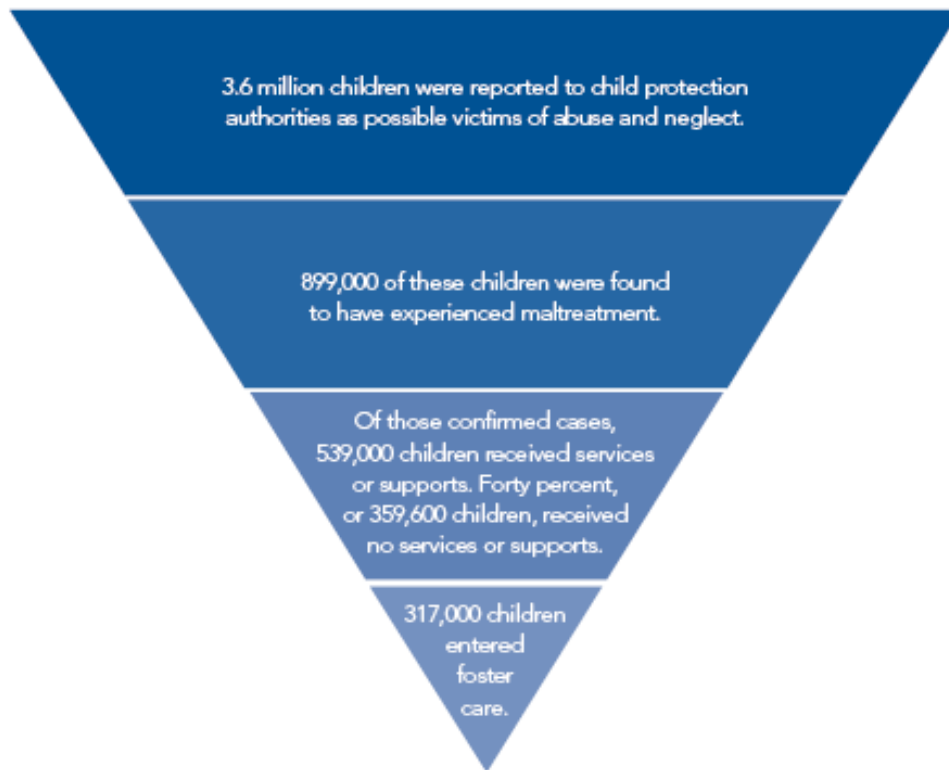 3.6 million children were reported to child protection
authorities as possible victims of abuse and neglect.
899,000 of these children were found
to have experienced maltreatment.
Of those confirmed cases,
539,000 children received services
or supports. Forty percent,
or 359,600 children, received
no services or supports.
317,000 children
entered
foster
care.